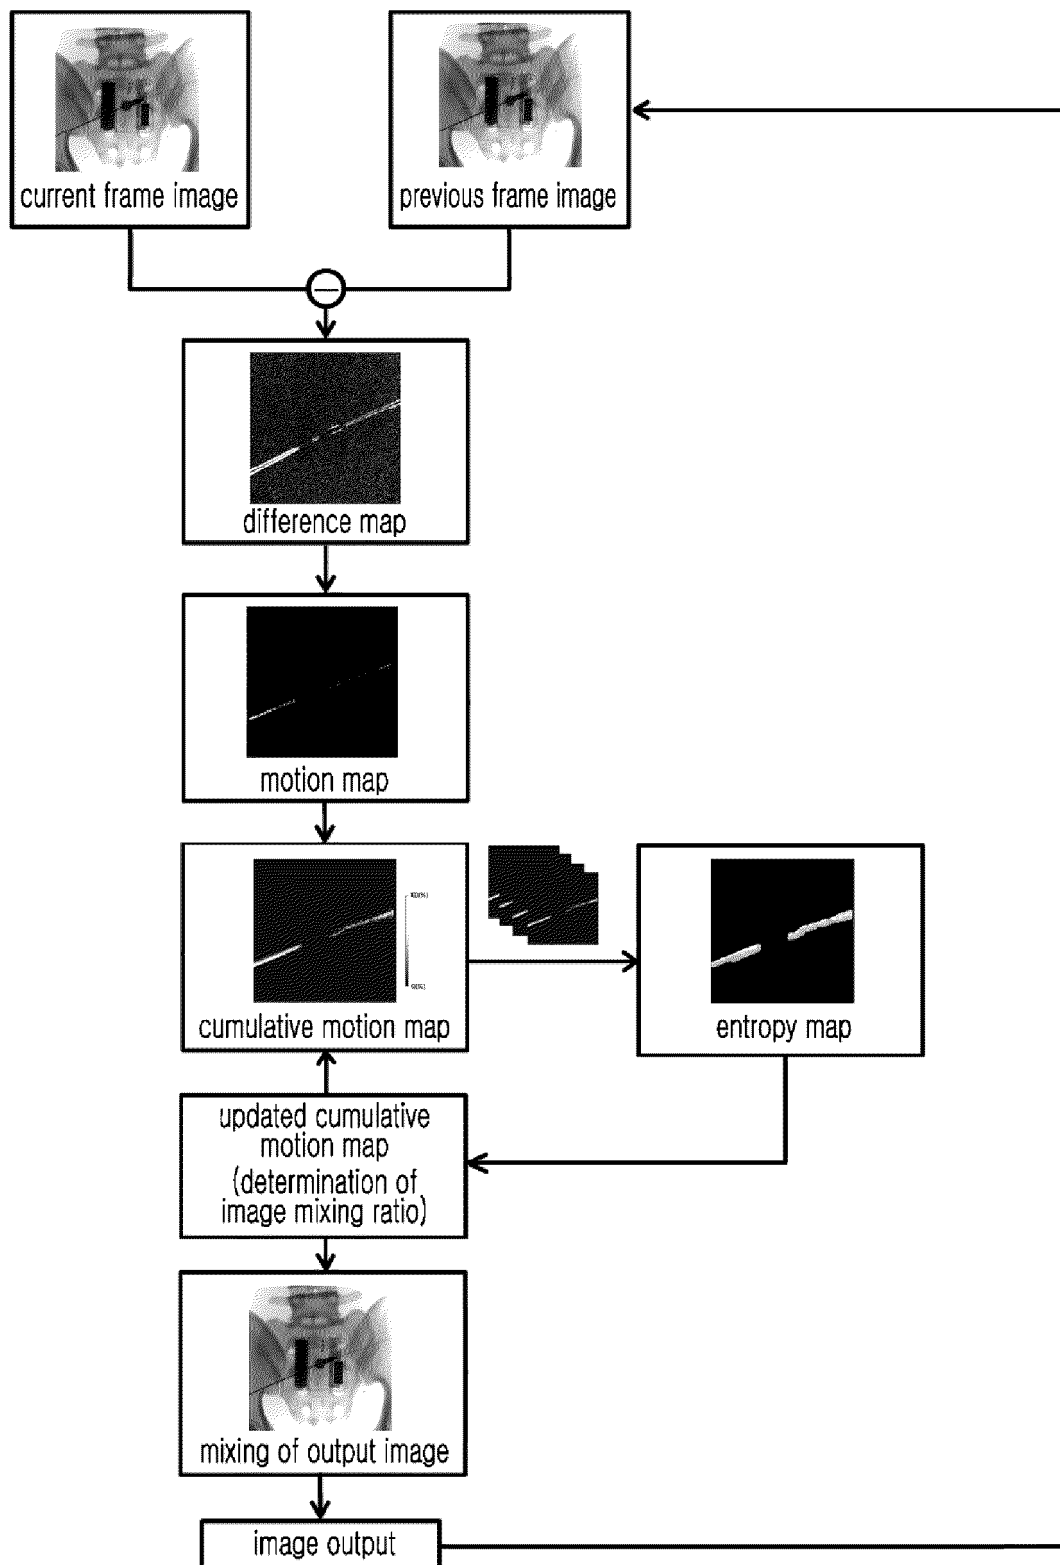 current frame image
previous frame image
difference map
motion map
cumulative motion map
entropy map
updated cumulative
motion map
(determination of
image mixing ratio)
mixing of output image
image output